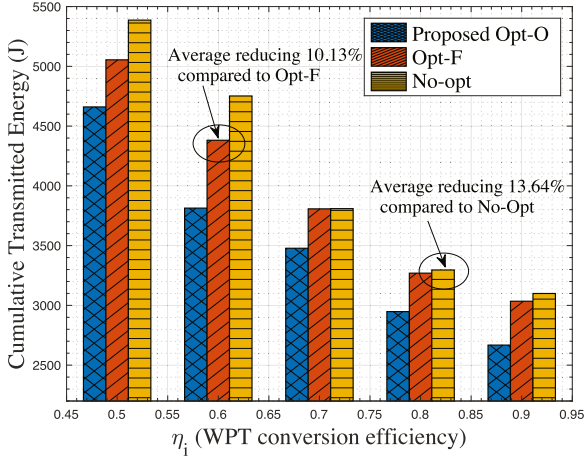 Cumulative Transmitted Energy (J)
5500
5000
4500
4000
3500
3000
2500
Proposed Opt-O
Opt-F
No-opt
Average reducing 10.13%
compared to Opt-F
Average reducing 13.64%
compared to No-Opt
0.45 0.5 0.55 0.6 0.65 0.7 0.75 0.8 0.85 0.9 0.95
ηi (WPT conversion efficiency)